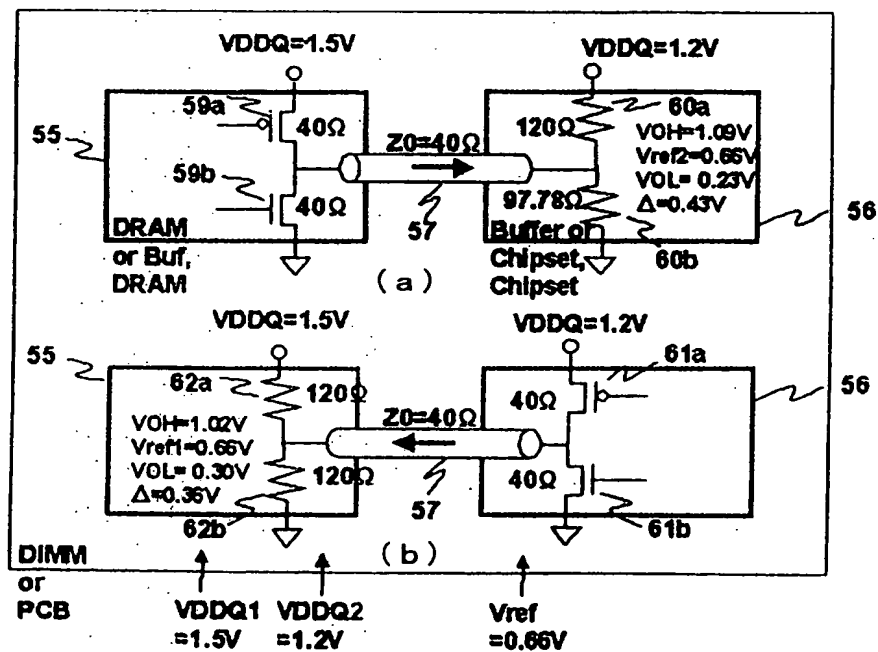 VDDQ=1.5V
VDDQ=1.2V
59a
40Ω
59b
40Ω
55
DRAM
or Buf,
DRAM
Z0=40Ω
57
60a
120Ω
VOH=1.09V
Vref2=0.66V
VOL= 0.23V
Δ=0.43V
97.78Ω
Buffer or
Chipset,
Chipset
60b
56
(a)
VDDQ=1.5V
VDDQ=1.2V
55
62a
120Ω
VOH=1.02V
Vref1=0.66V
VOL= 0.30V
Δ=0.36V
120Ω
62b
Z0=40Ω
57
61a
40Ω
40Ω
61b
56
(b)
DIMM
or
PCB
VDDQ1
=1.5V
VDDQ2
=1.2V
Vref
=0.66V